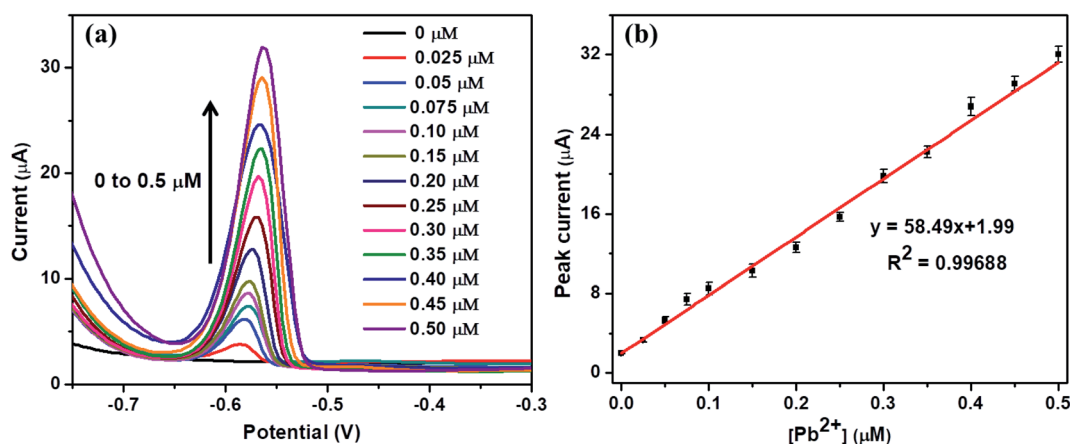 (a)
0 μM
0.025 μM
0.05 μM
0.075 μM
0.10 μM
0.15 μM
0.20 μM
0.25 μM
0.30 μM
0.35 μM
0.40 μM
0.45 μM
0.50 μM
0 to 0.5 μM
Current (μA)
30
20
10
0
-0.7
-0.6
-0.5
-0.4
-0.3
Potential (V)
(b)
Peak current (μA)
32
24
16
8
0
y = 58.49x+1.99
R² = 0.99688
0.0
0.1
0.2
0.3
0.4
0.5
[Pb²⁺] (μM)